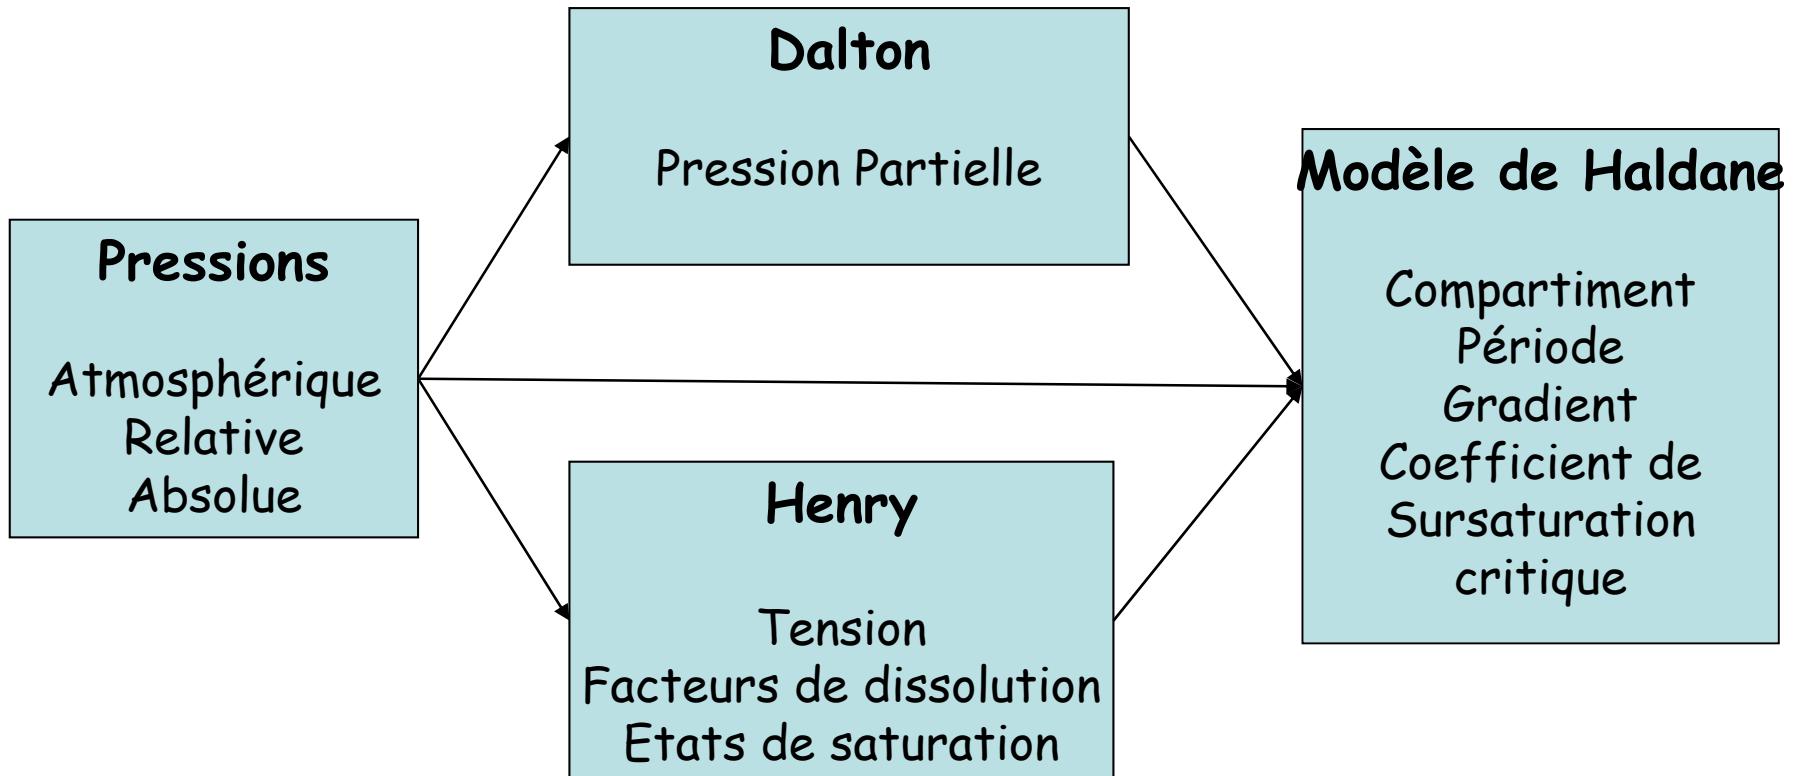 Pressions
Atmosphérique
Relative
Absolue
Dalton
Pression Partielle
Henry
Tension
Facteurs de dissolution
Etats de saturation
Modèle de Haldane
Compartiment
Période
Gradient
Coefficient de
Sursaturation
critique